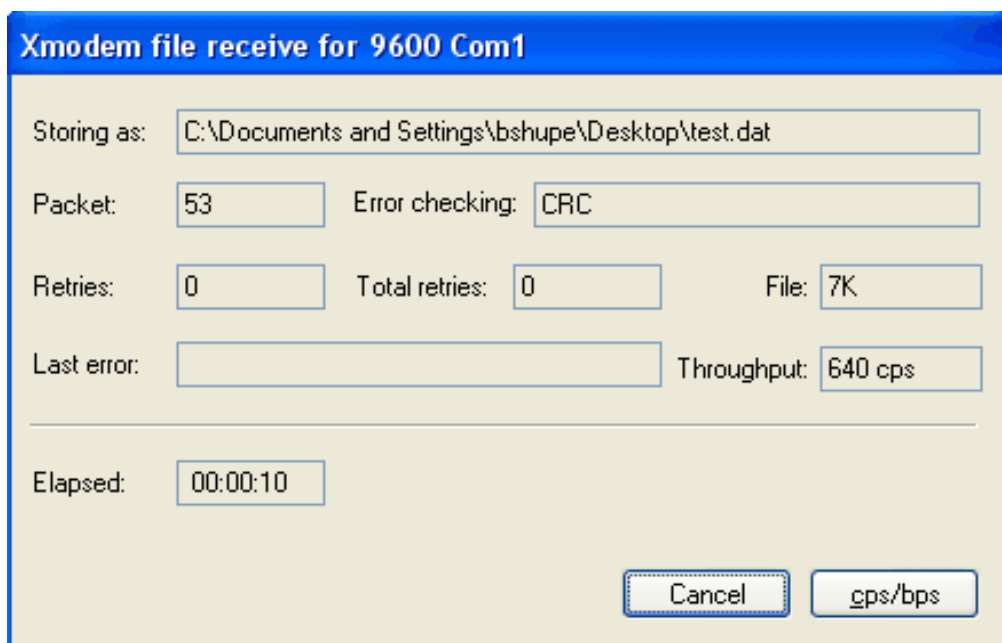 Xmodem file receive for 9600 Com1
Storing as: C:\Documents and Settings\bshupe\Desktop\test.dat
Packet: 53 Error checking: CRC
Retries: 0 Total retries: 0 File: 7K
Last error: Throughput: 640 cps
Elapsed: 00:00:10
Cancel cps/bps